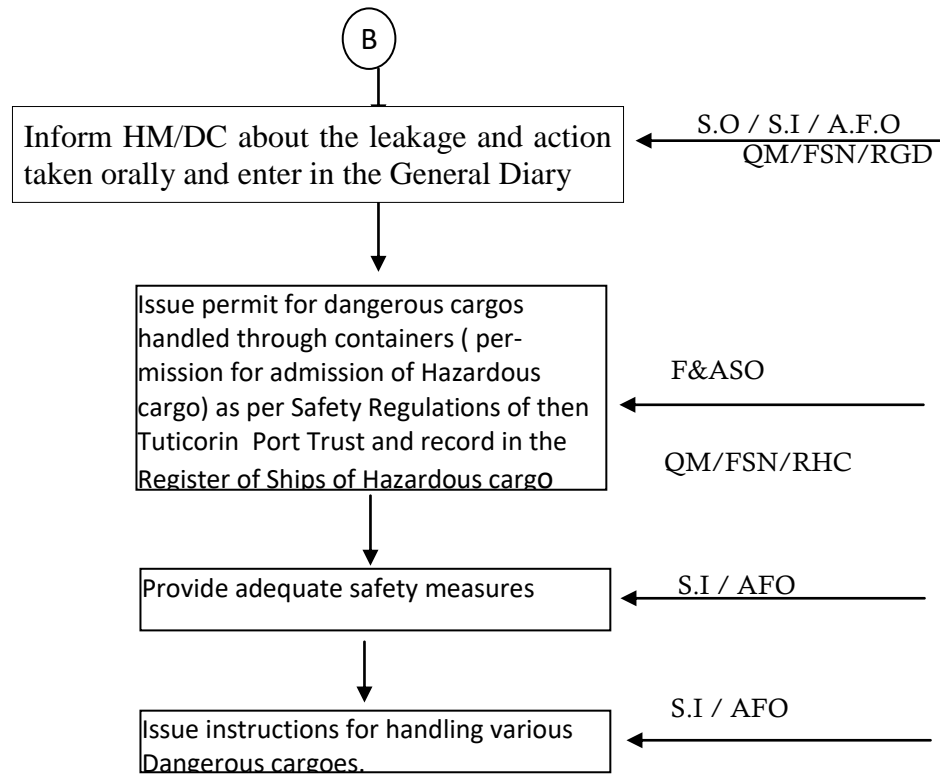 B
Inform HM/DC about the leakage and action
taken orally and enter in the General Diary
S.O / S.I / A.F.O
QM/FSN/RGD
Issue permit for dangerous cargos
handled through containers ( per-
mission for admission of Hazardous
cargo) as per Safety Regulations of then
Tuticorin Port Trust and record in the
Register of Ships of Hazardous cargo
F&ASO
QM/FSN/RHC
Provide adequate safety measures
S.I / AFO
Issue instructions for handling various
Dangerous cargoes.
S.I / AFO